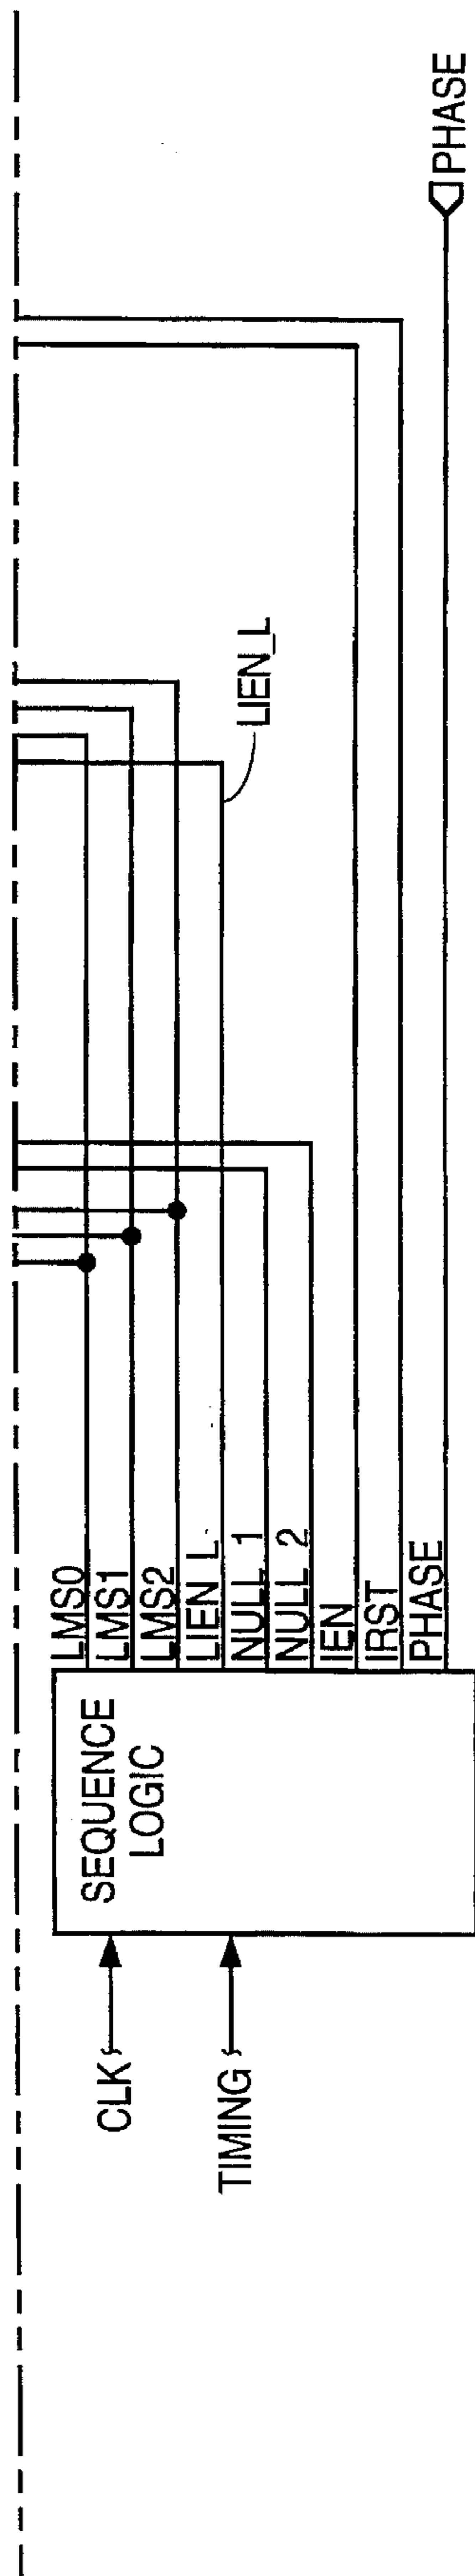 CLK
TIMING
SEQUENCE
LOGIC
LMS0
LMS1
LMS2
LIEN_L
NULL_1
NULL_2
IEN
IRST
PHASE
LIEN_L
PHASE